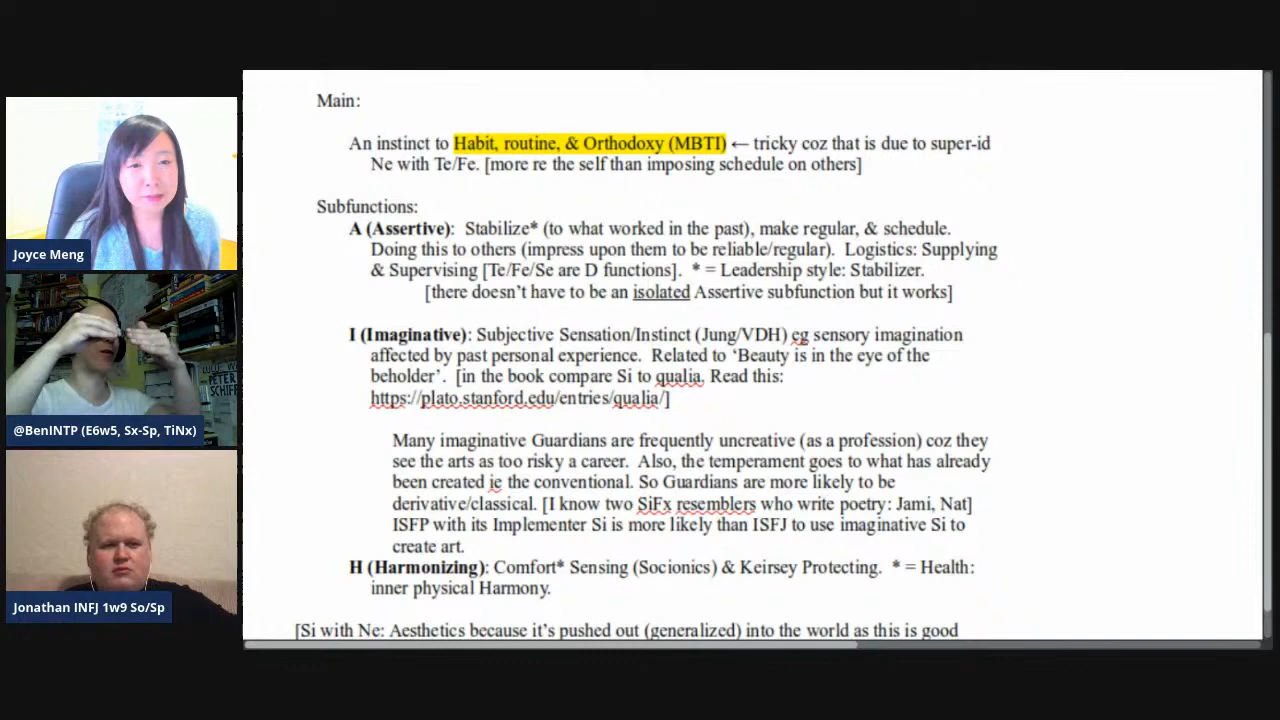 Joyce Meng
@BenINTP (E6w5, Sx-Sp, TiNx)
PETER
SCHIFF
Jonathan INFJ 1w9 So/Sp
Main:
An instinct to Habit, routine, & Orthodoxy (MBTI) ← tricky coz that is due to super-id
Ne with Te/Fe. [more re the self than imposing schedule on others]
Subfunctions:
A (Assertive):  Stabilize* (to what worked in the past), make regular, & schedule.
Doing this to others (impress upon them to be reliable/regular).  Logistics: Supplying
& Supervising [Te/Fe/Se are D functions].  * = Leadership style: Stabilizer.
[there doesn’t have to be an isolated Assertive subfunction but it works]
I (Imaginative): Subjective Sensation/Instinct (Jung/VDH) eg sensory imagination
affected by past personal experience.  Related to ‘Beauty is in the eye of the
beholder’.  [in the book compare Si to qualia. Read this:
https://plato.stanford.edu/entries/qualia/]
Many imaginative Guardians are frequently uncreative (as a profession) coz they
see the arts as too risky a career.  Also, the temperament goes to what has already
been created ie the conventional. So Guardians are more likely to be
derivative/classical. [I know two SiFx resemblers who write poetry: Jami, Nat]
ISFP with its Implementer Si is more likely than ISFJ to use imaginative Si to
create art.
H (Harmonizing): Comfort* Sensing (Socionics) & Keirsey Protecting.  * = Health:
inner physical Harmony.
[Si with Ne: Aesthetics because it’s pushed out (generalized) into the world as this is good